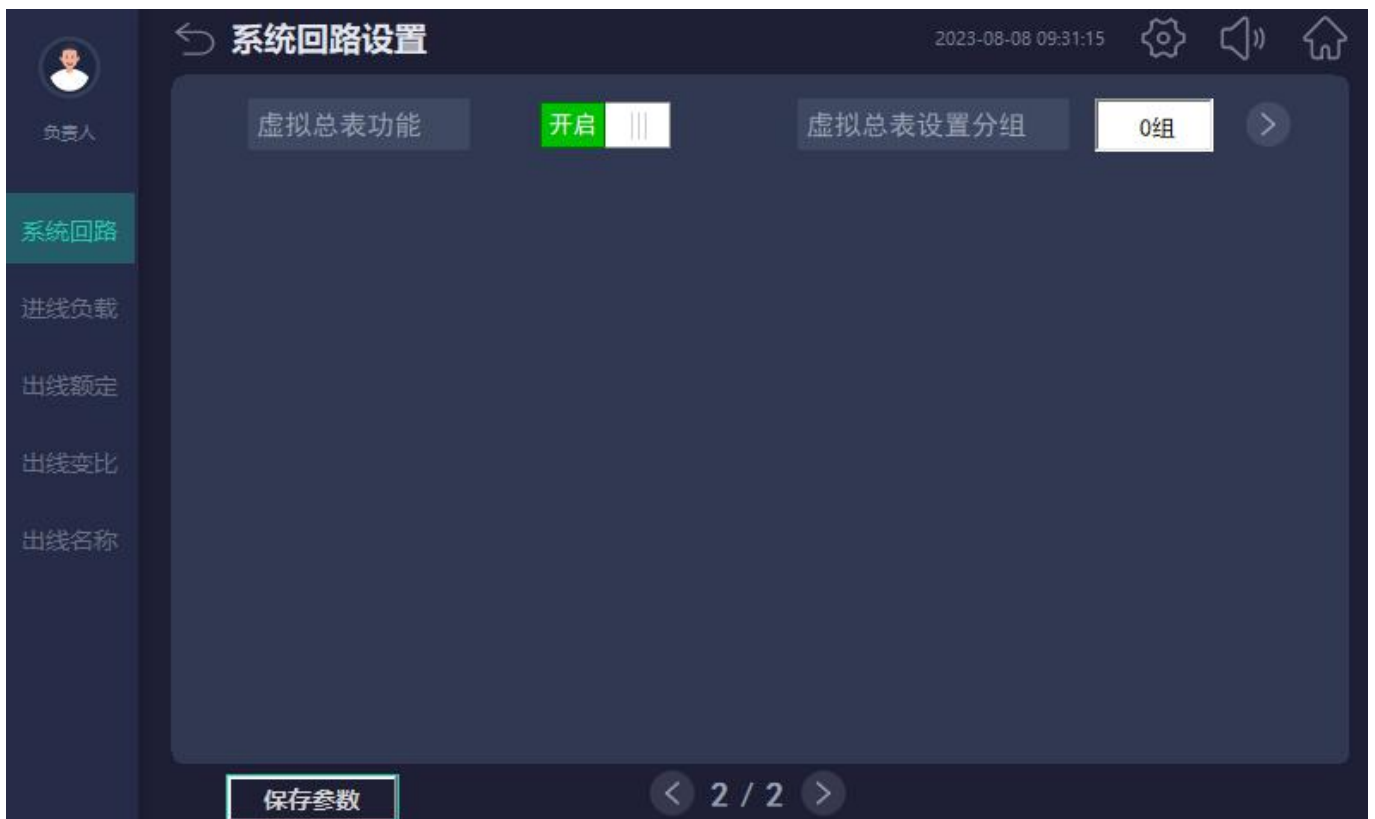 系统回路设置
2023-08-08 09:31:15
负责人
虚拟总表功能
开启
虚拟总表设置分组
0组
系统回路
进线负载
出线额定
出线变比
出线名称
保存参数
2 / 2